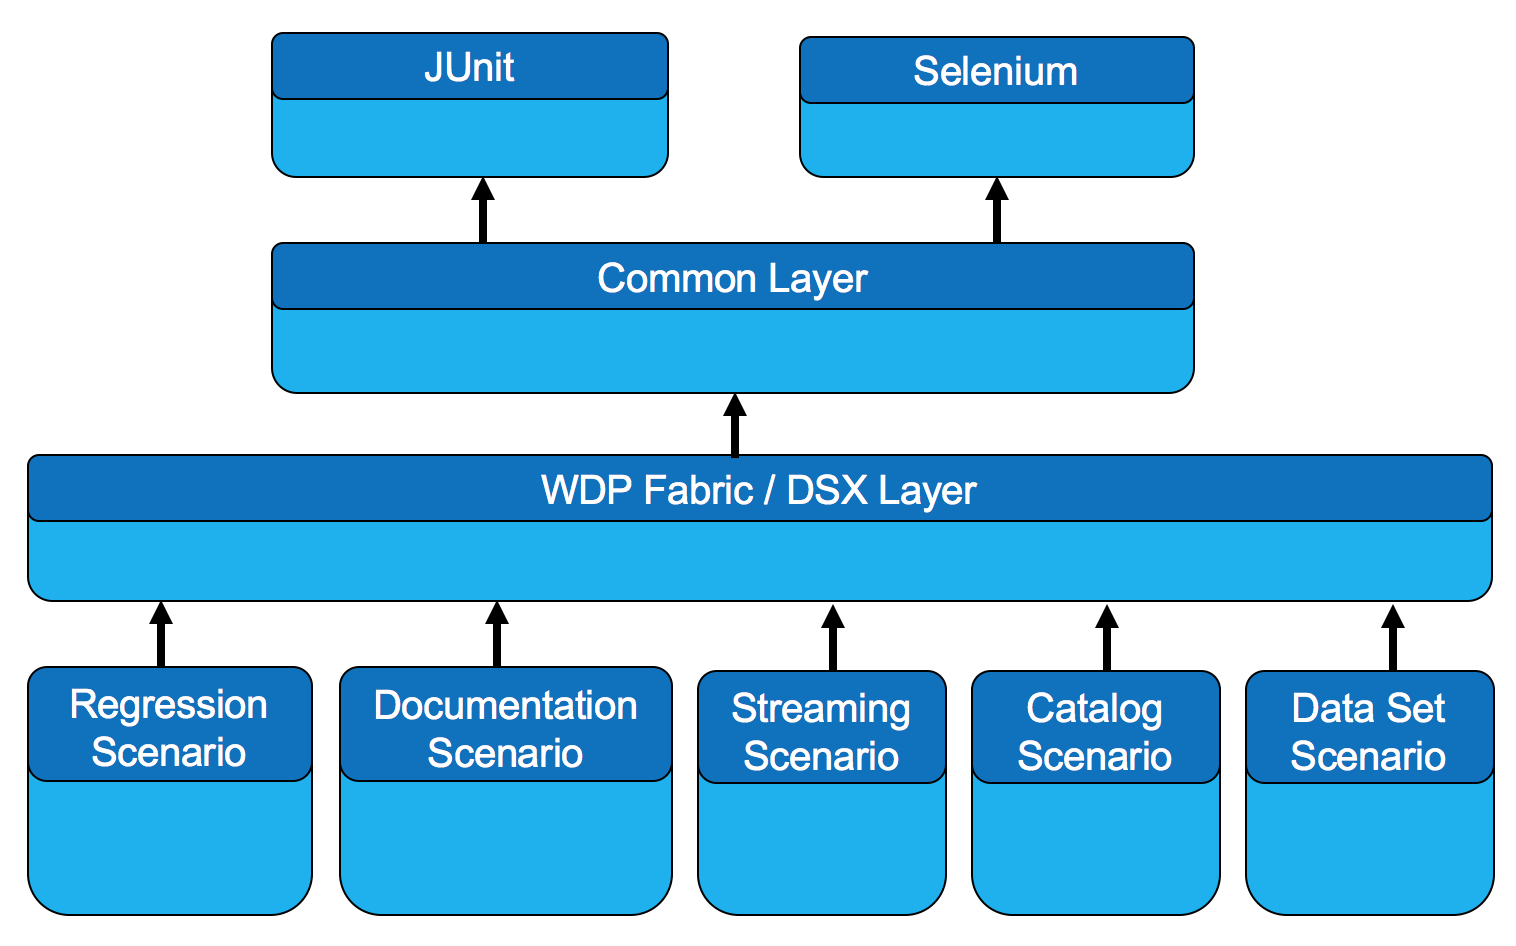 JUnit
Selenium
Common Layer
WDP Fabric / DSX Layer
Regression
Scenario
Documentation
Scenario
Streaming
Scenario
Catalog
Scenario
Data Set
Scenario